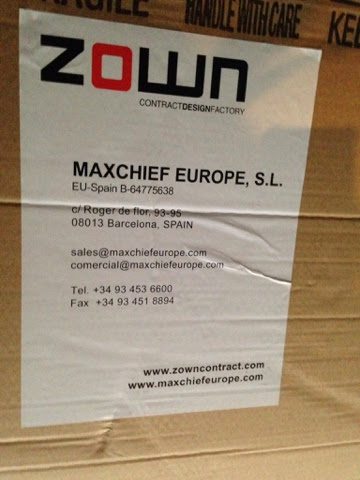 FRAGILE HANDLE WITH CARE KEE
ZOWN
CONTRACTDESIGNFACTORY
MAXCHIEF EUROPE, S.L.
EU-Spain B-64775638
c/ Roger de flor, 93-95
08013 Barcelona, SPAIN
sales@maxchiefeurope.com
comercial@maxchiefeurope.com
Tel. +34 93 453 6600
Fax +34 93 451 8894
www.zowncontract.com
www.maxchiefeurope.com